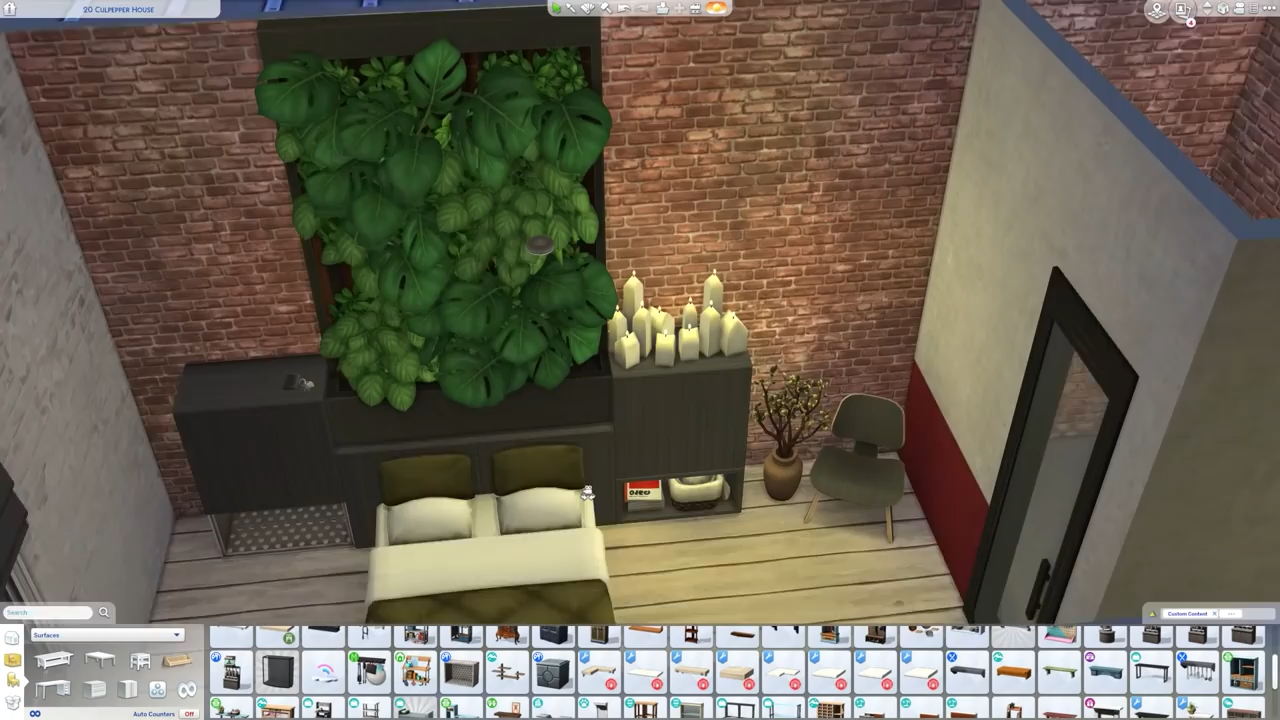 20 Culpepper House
Search
Surfaces
Custom Content
Auto Counters
Off